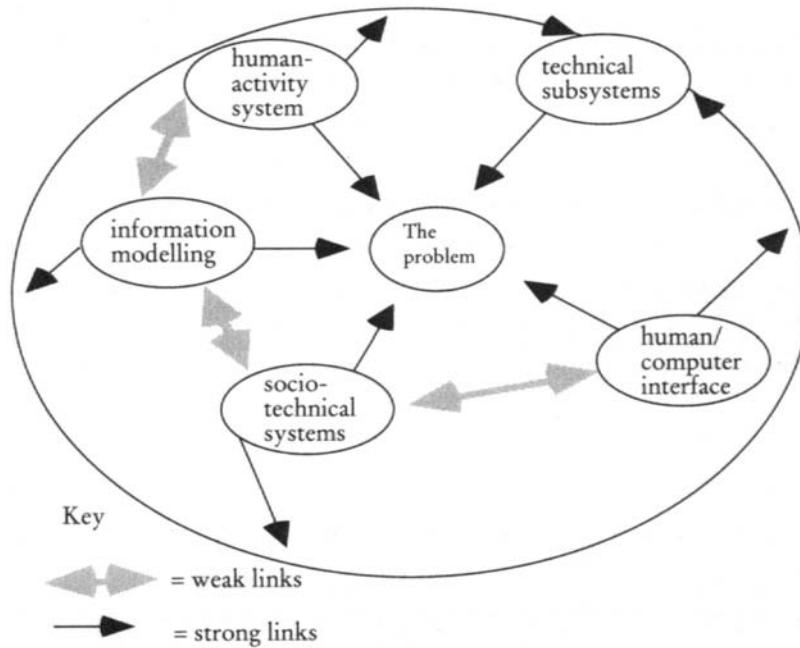 human-
activity
system
technical
subsystems
information
modelling
The
problem
human/
computer
interface
socio-
technical
systems
Key
= weak links
= strong links